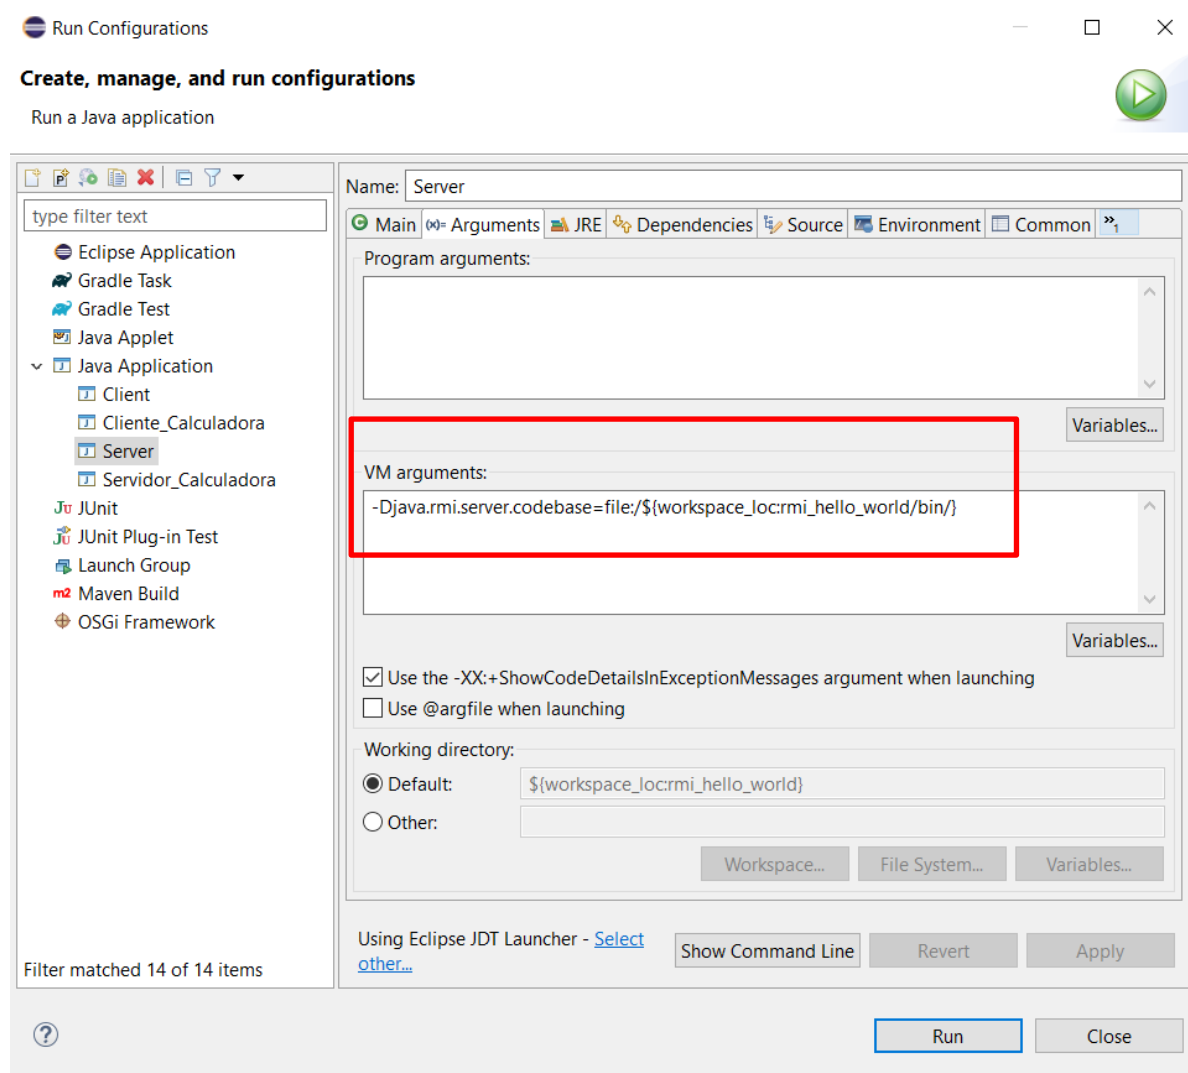 Run Configurations
Create, manage, and run configurations
Run a Java application
type filter text
Eclipse Application
Gradle Task
Gradle Test
Java Applet
Java Application
Client
Cliente_Calculadora
Server
Servidor_Calculadora
JUnit
JUnit Plug-in Test
Launch Group
Maven Build
OSGi Framework
Filter matched 14 of 14 items
Name: Server
Main (x)= Arguments JRE Dependencies Source Environment Common »1
Program arguments:
Variables...
VM arguments:
-Djava.rmi.server.codebase=file:/${workspace_loc:rmi_hello_world/bin/}
Variables...
Use the -XX:+ShowCodeDetailsInExceptionMessages argument when launching
Use @argfile when launching
Working directory:
Default: ${workspace_loc:rmi_hello_world}
Other:
Workspace... File System... Variables...
Using Eclipse JDT Launcher - Select
other...
Show Command Line Revert Apply
Run Close